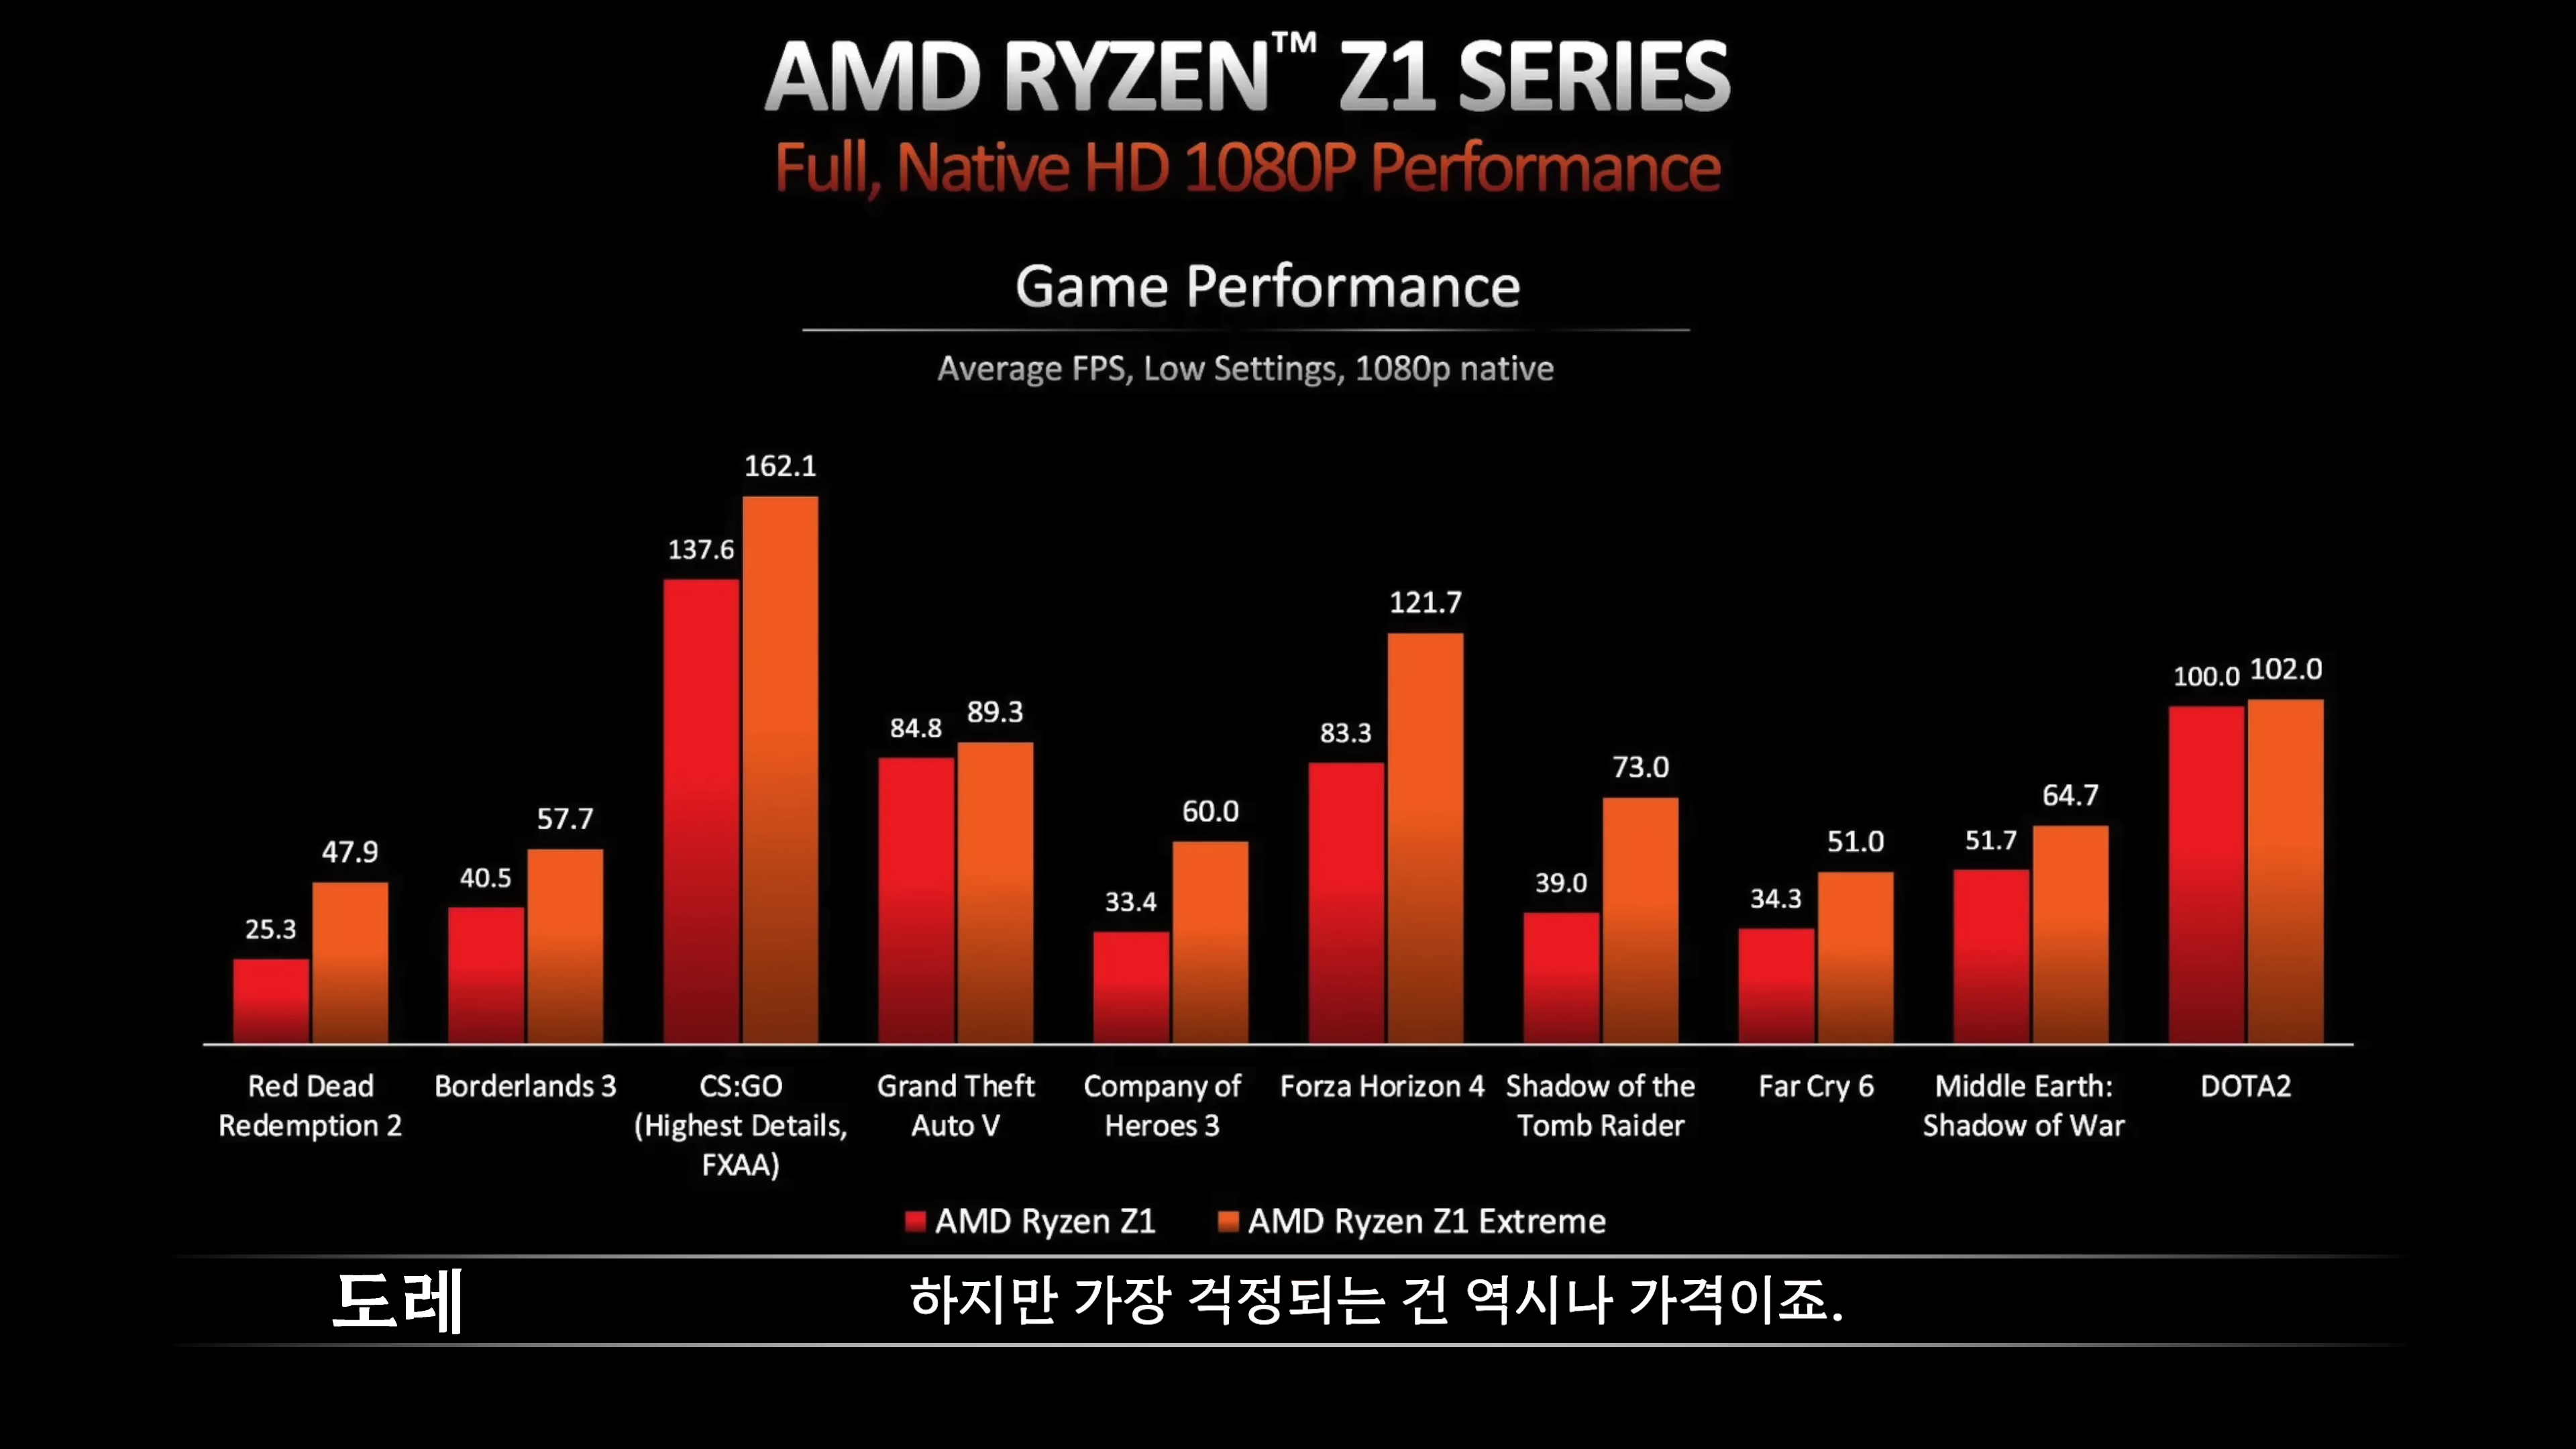 AMD RYZEN™ Z1 SERIES
Full, Native HD 1080P Performance
Game Performance
Average FPS, Low Settings, 1080p native
25.3
47.9
40.5
57.7
137.6
162.1
84.8
89.3
33.4
60.0
83.3
121.7
39.0
73.0
34.3
51.0
51.7
64.7
100.0
102.0
Red Dead
Redemption 2
Borderlands 3
CS:GO
(Highest Details,
FXAA)
Grand Theft
Auto V
Company of
Heroes 3
Forza Horizon 4
Shadow of the
Tomb Raider
Far Cry 6
Middle Earth:
Shadow of War
DOTA2
AMD Ryzen Z1
AMD Ryzen Z1 Extreme
도레
하지만 가장 걱정되는 건 역시나 가격이죠.